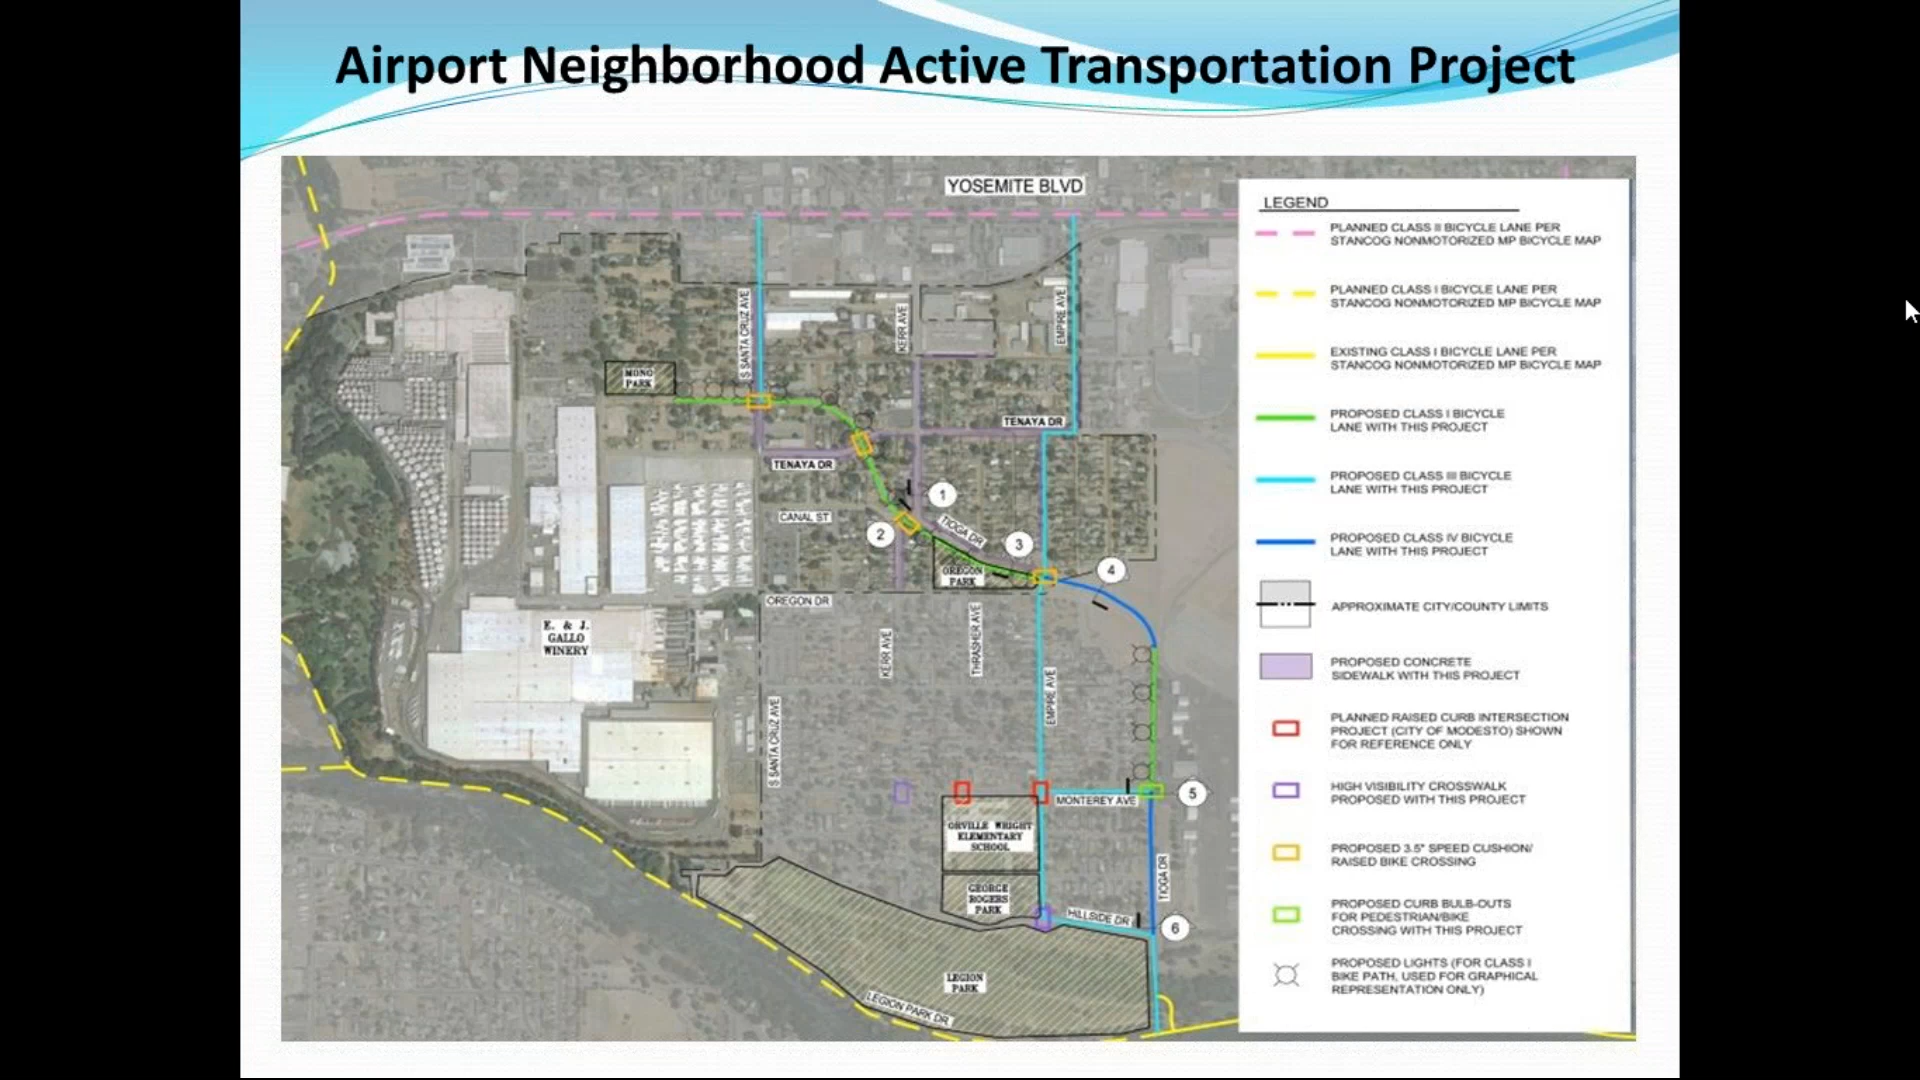 Airport Neighborhood Active Transportation Project
YOSEMITE BLVD
S SANTA CRUZ AVE
KERR AVE
EMPIRE AVE
MONO
PARK
TENAYA DR
TENAYA DR
1
CANAL ST
2
TIOGA DR
3
OREGON
PARK
4
OREGON DR
E. & J.
GALLO
WINERY
KERR AVE
THRASHER AVE
EMPIRE AVE
S SANTA CRUZ AVE
MONTEREY AVE
5
ORVILLE WRIGHT
ELEMENTARY
SCHOOL
TIOGA DR
GEORGE
ROGERS
PARK
HILLSIDE DR
6
LEGION
PARK
LEGION PARK DR
LEGEND
PLANNED CLASS II BICYCLE LANE PER
STANCOG NONMOTORIZED MP BICYCLE MAP
PLANNED CLASS I BICYCLE LANE PER
STANCOG NONMOTORIZED MP BICYCLE MAP
EXISTING CLASS I BICYCLE LANE PER
STANCOG NONMOTORIZED MP BICYCLE MAP
PROPOSED CLASS I BICYCLE
LANE WITH THIS PROJECT
PROPOSED CLASS III BICYCLE
LANE WITH THIS PROJECT
PROPOSED CLASS IV BICYCLE
LANE WITH THIS PROJECT
APPROXIMATE CITY/COUNTY LIMITS
PROPOSED CONCRETE
SIDEWALK WITH THIS PROJECT
PLANNED RAISED CURB INTERSECTION
PROJECT (CITY OF MODESTO) SHOWN
FOR REFERENCE ONLY
HIGH VISIBILITY CROSSWALK
PROPOSED WITH THIS PROJECT
PROPOSED 3.5" SPEED CUSHION/
RAISED BIKE CROSSING
PROPOSED CURB BULB-OUTS
FOR PEDESTRIAN/BIKE
CROSSING WITH THIS PROJECT
PROPOSED LIGHTS (FOR CLASS I
BIKE PATH, USED FOR GRAPHICAL
REPRESENTATION ONLY)